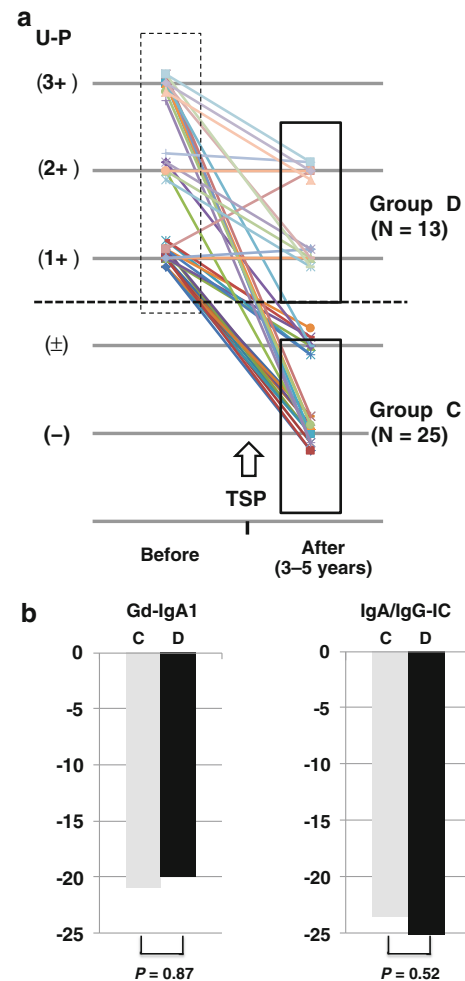 a
U-P
(3+)
(2+)
Group D
(N = 13)
(1+)
(±)
Group C
(N = 25)
(–)
TSP
Before
After
(3–5 years)
b
Gd-IgA1
IgA/IgG-IC
C D
C D
0
-5
-10
-15
-20
-25
0
-5
-10
-15
-20
-25
P = 0.87
P = 0.52